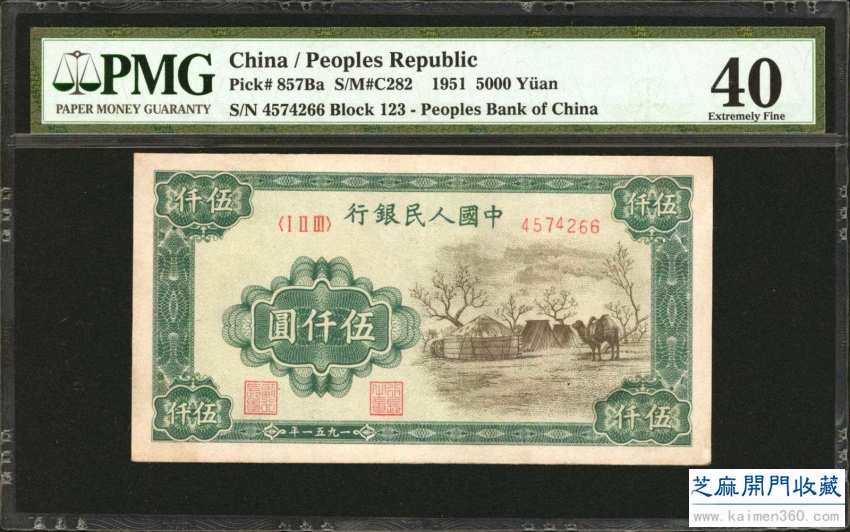 PMG
PAPER MONEY GUARANTY
China / Peoples Republic
Pick# 857Ba S/M#C282 1951 5000 Yüan
S/N 4574266 Block 123 - Peoples Bank of China
40
Extremely Fine
仟伍
仟伍
〈I II III〉
行銀民人國中
4574266
圓仟伍
仟伍
仟伍
年一五九一
芝麻開門收藏
www.kaimen360.com